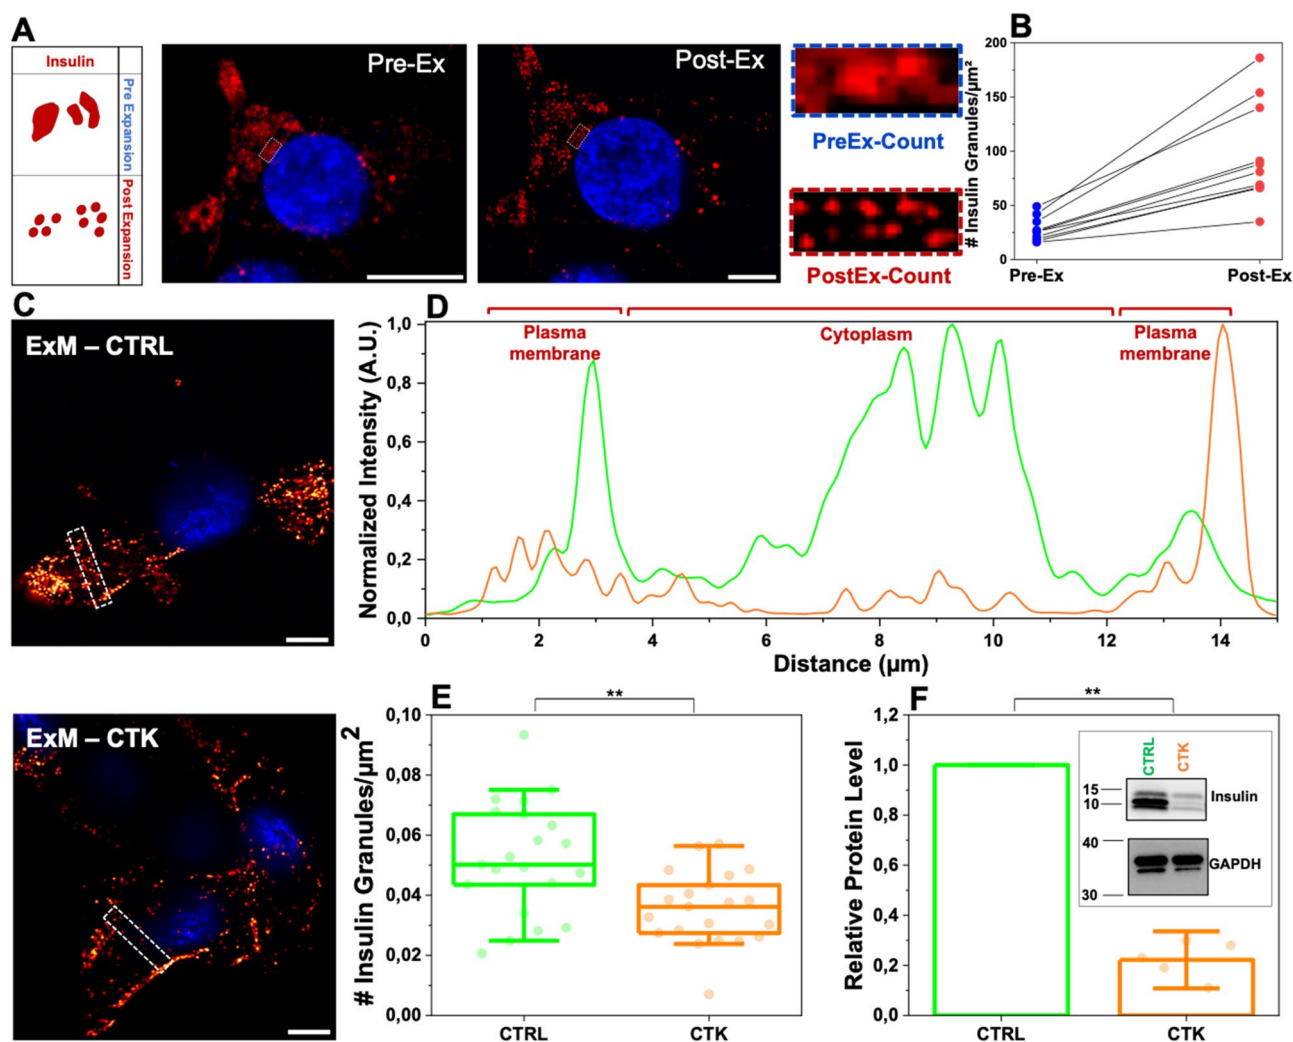 A
Insulin
Pre Expansion
Post Expansion
Pre-Ex
Post-Ex
PreEx-Count
PostEx-Count
B
# Insulin Granules/µm²
200
150
100
50
0
Pre-Ex
Post-Ex
C
ExM – CTRL
ExM – CTK
D
Normalized Intensity (A.U.)
1,0
0,8
0,6
0,4
0,2
0,0
Plasma
membrane
Cytoplasm
Plasma
membrane
0
2
4
6
8
10
12
14
Distance (µm)
E
**
# Insulin Granules/µm²
0,10
0,08
0,06
0,04
0,02
0,00
CTRL
CTK
F
**
Relative Protein Level
1,2
1,0
0,8
0,6
0,4
0,2
0,0
CTRL
CTK
15
10
Insulin
40
30
GAPDH
CTRL
CTK